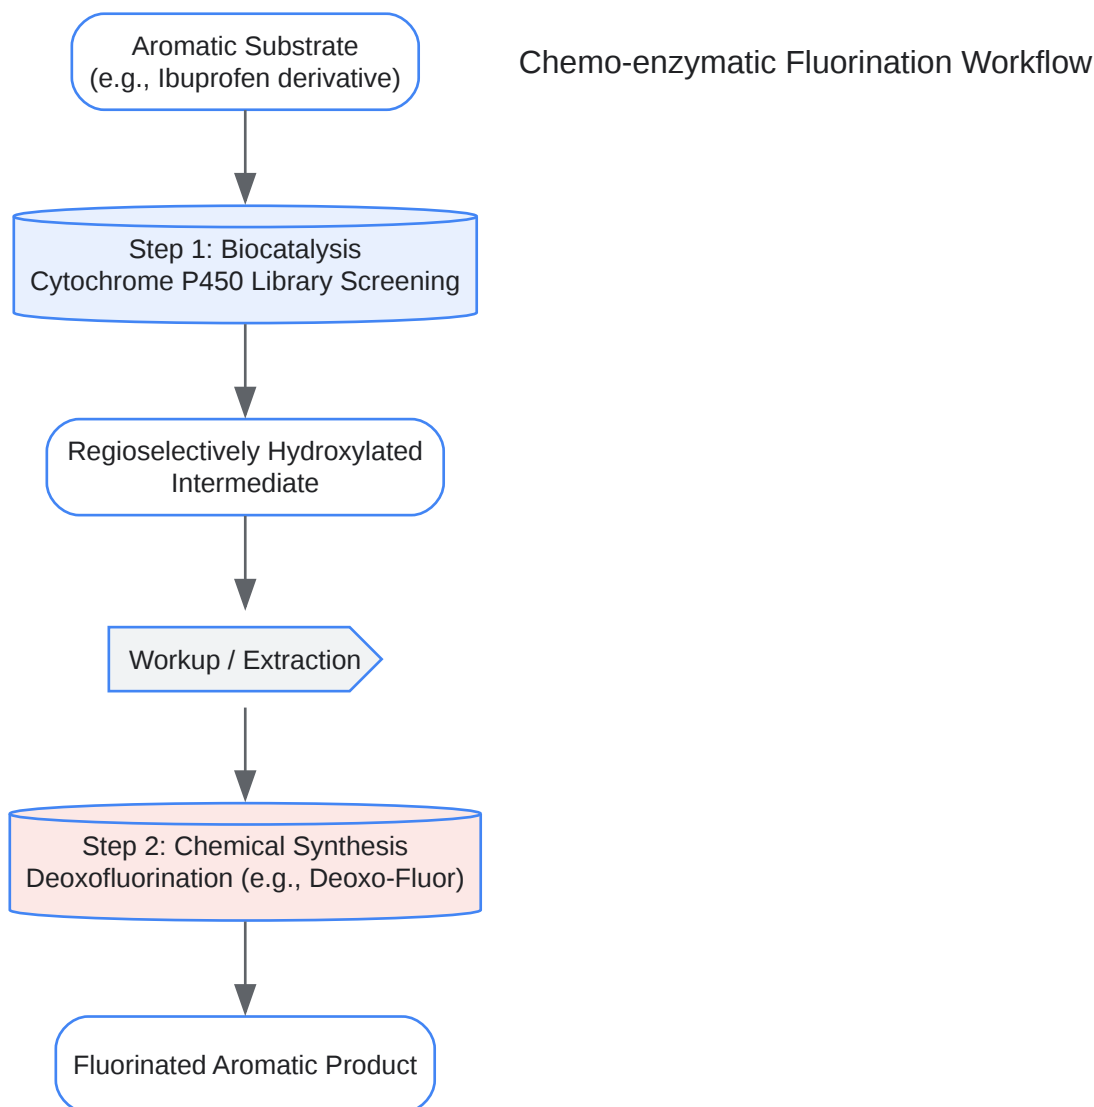 Chemo-enzymatic Fluorination Workflow
Aromatic Substrate
(e.g., Ibuprofen derivative)
Step 1: Biocatalysis
Cytochrome P450 Library Screening
Regioselectively Hydroxylated
Intermediate
Workup / Extraction
Step 2: Chemical Synthesis
Deoxofluorination (e.g., Deoxo-Fluor)
Fluorinated Aromatic Product